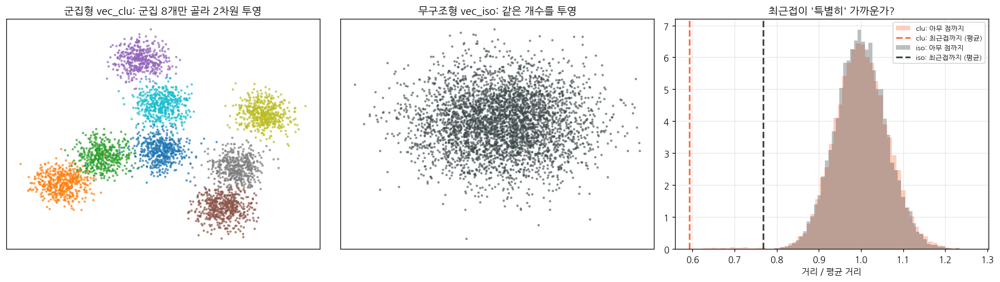 군집형 vec_clu: 군집 8개만 골라 2차원 투영
무구조형 vec_iso: 같은 개수를 투영
최근접이 '특별히' 가까운가?
clu: 아무 점까지
clu: 최근접까지 (평균)
iso: 아무 점까지
iso: 최근접까지 (평균)
7
6
5
4
3
2
1
0
0.6 0.7 0.8 0.9 1.0 1.1 1.2 1.3
거리 / 평균 거리